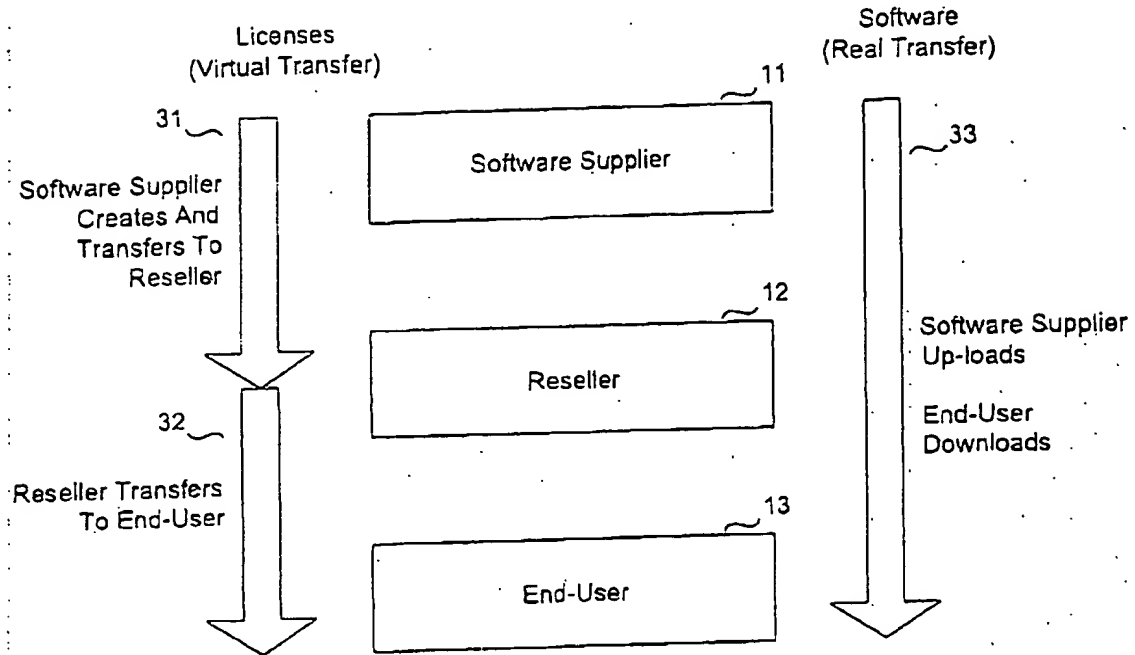 Licenses
(Virtual Transfer)
Software
(Real Transfer)
31
Software Supplier
Creates And
Transfers To
Reseller
32
Reseller Transfers
To End-User
11
Software Supplier
12
Reseller
13
End-User
33
Software Supplier
Up-loads
End-User
Downloads